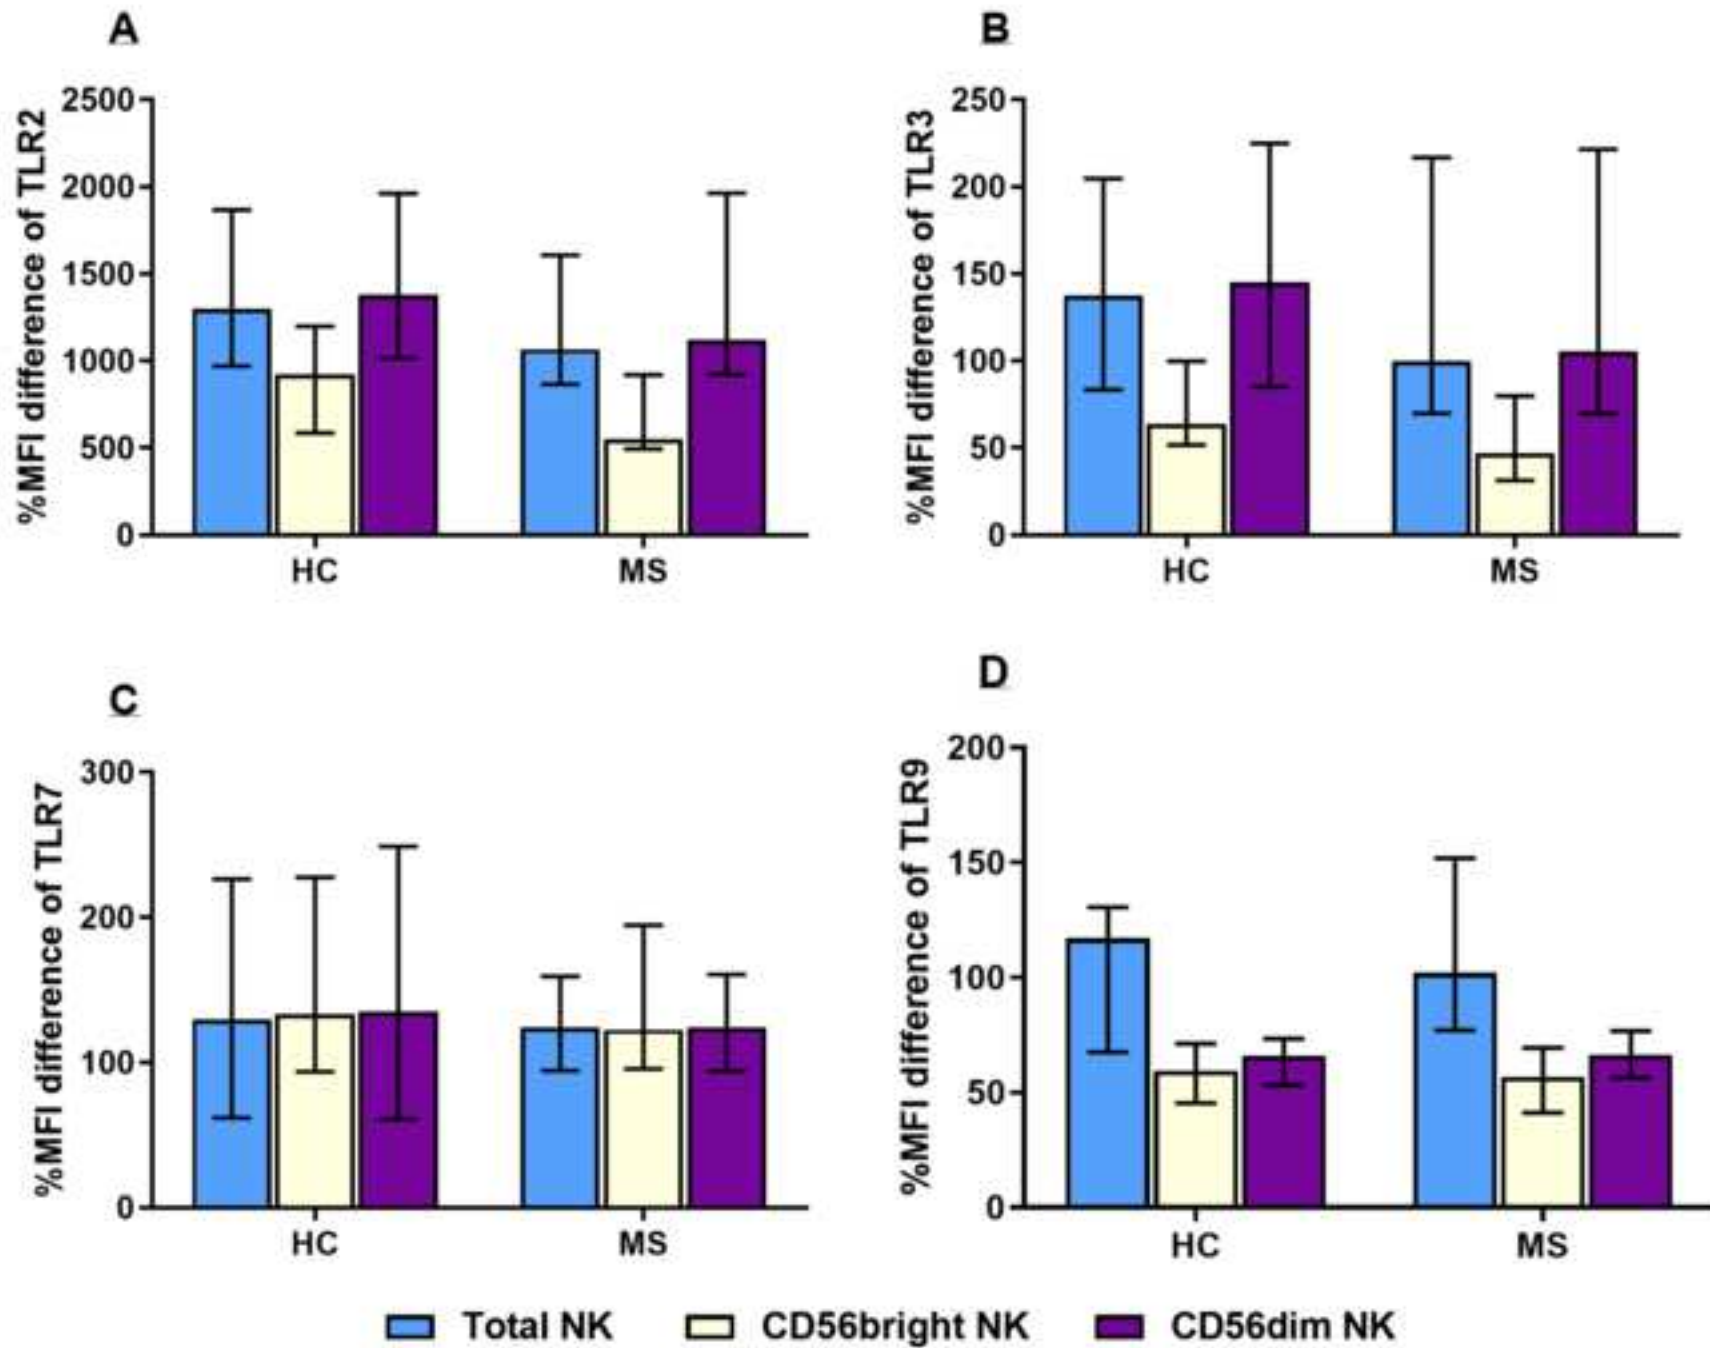 A
%MFI difference of TLR2
2500
2000
1500
1000
500
0
HC MS
B
%MFI difference of TLR3
250
200
150
100
50
0
HC MS
C
%MFI difference of TLR7
300
200
100
0
HC MS
D
%MFI difference of TLR9
200
150
100
50
0
HC MS
Total NK CD56bright NK CD56dim NK